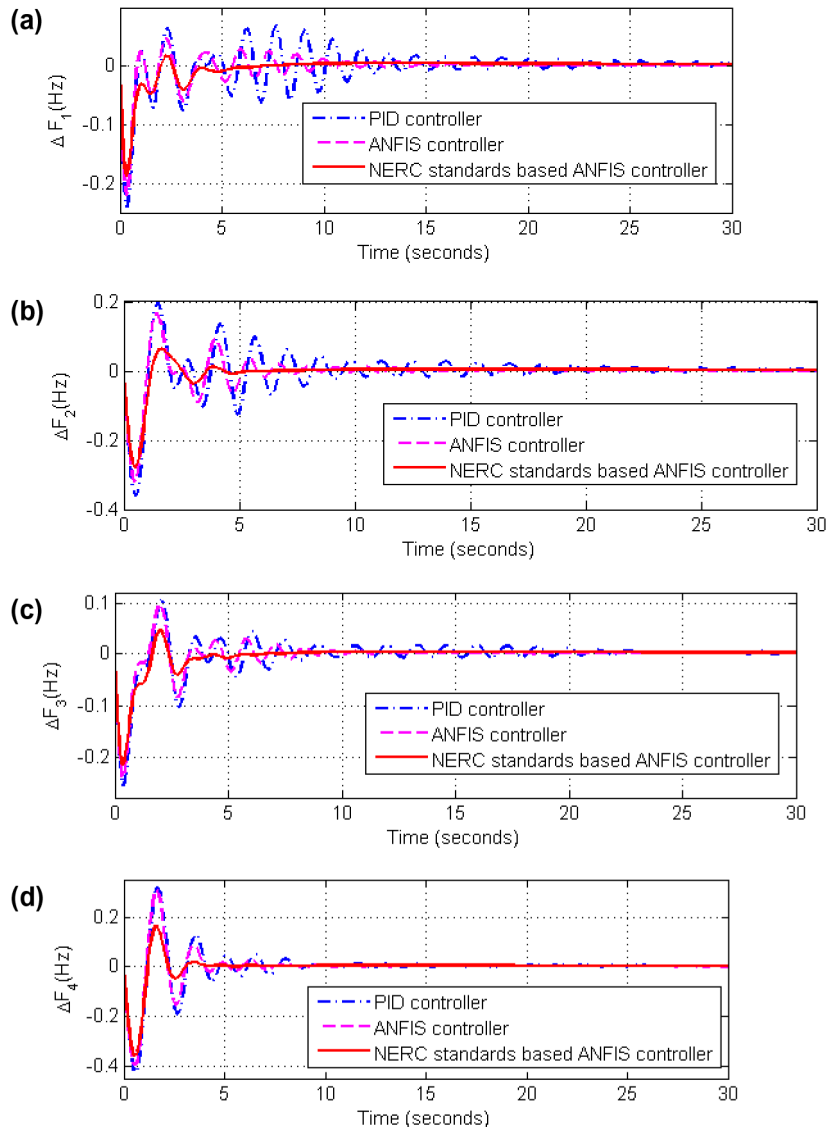 (a)
Δ F1(Hz)
0
-0.1
-0.2
PID controller
ANFIS controller
NERC standards based ANFIS controller
0 5 10 15 20 25 30
Time (seconds)
(b)
ΔF2(Hz)
0.2
0
-0.2
-0.4
PID controller
ANFIS controller
NERC standards based ANFIS controller
0 5 10 15 20 25 30
Time (seconds)
(c)
ΔF3(Hz)
0.1
0
-0.1
-0.2
PID controller
ANFIS controller
NERC standards based ANFIS controller
0 5 10 15 20 25 30
Time (seconds)
(d)
ΔF4(Hz)
0.2
0
-0.2
-0.4
PID controller
ANFIS controller
NERC standards based ANFIS controller
0 5 10 15 20 25 30
Time (seconds)